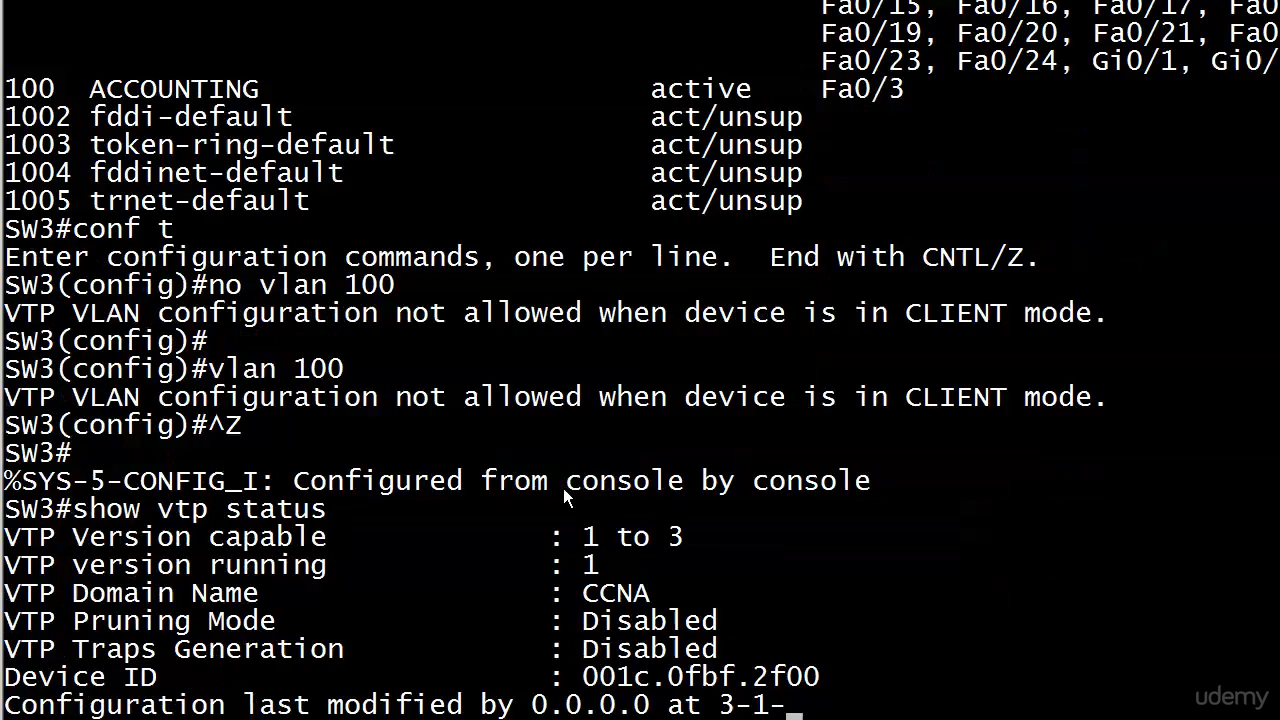 Fa0/15, Fa0/16, Fa0/17, Fa0
Fa0/19, Fa0/20, Fa0/21, Fa0
Fa0/23, Fa0/24, Gi0/1, Gi0/
100  ACCOUNTING                       active    Fa0/3
1002 fddi-default                     act/unsup
1003 token-ring-default               act/unsup
1004 fddinet-default                  act/unsup
1005 trnet-default                    act/unsup
SW3#conf t
Enter configuration commands, one per line.  End with CNTL/Z.
SW3(config)#no vlan 100
VTP VLAN configuration not allowed when device is in CLIENT mode.
SW3(config)#
SW3(config)#vlan 100
VTP VLAN configuration not allowed when device is in CLIENT mode.
SW3(config)#^Z
SW3#
%SYS-5-CONFIG_I: Configured from console by console
SW3#show vtp status
VTP Version capable             : 1 to 3
VTP version running             : 1
VTP Domain Name                 : CCNA
VTP Pruning Mode                : Disabled
VTP Traps Generation            : Disabled
Device ID                       : 001c.0fbf.2f00
Configuration last modified by 0.0.0.0 at 3-1-
udemy